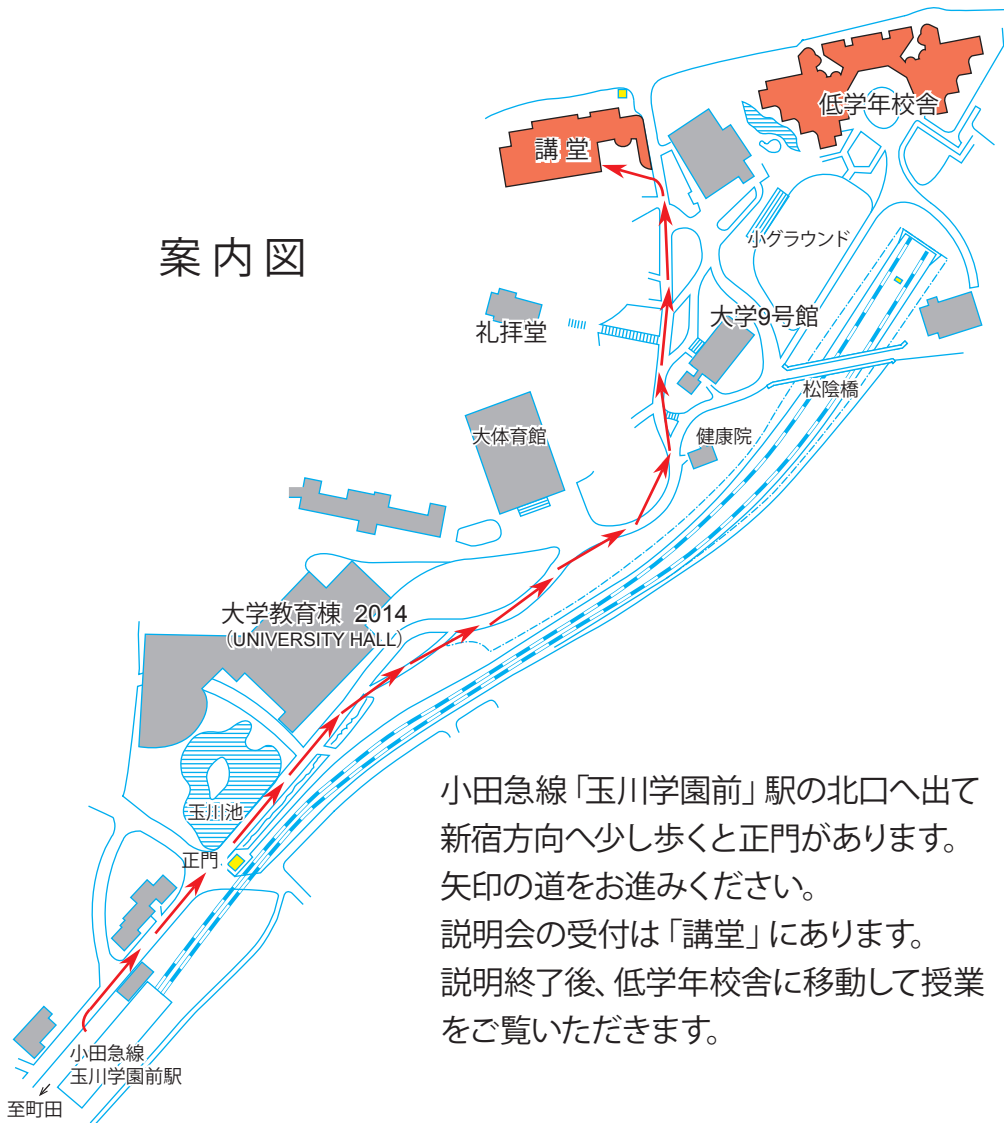 低学年校舎
講堂
案内図
小グラウンド
大学9号館
礼拝堂
松陰橋
大体育館
健康院
大学教育棟 2014
(UNIVERSITY HALL)
玉川池
正門
小田急線「玉川学園前」駅の北口へ出て
新宿方向へ少し歩くと正門があります。
矢印の道をお進みください。
説明会の受付は「講堂」にあります。
説明終了後、低学年校舎に移動して授業
をご覧いただきます。
小田急線
玉川学園前駅
至町田